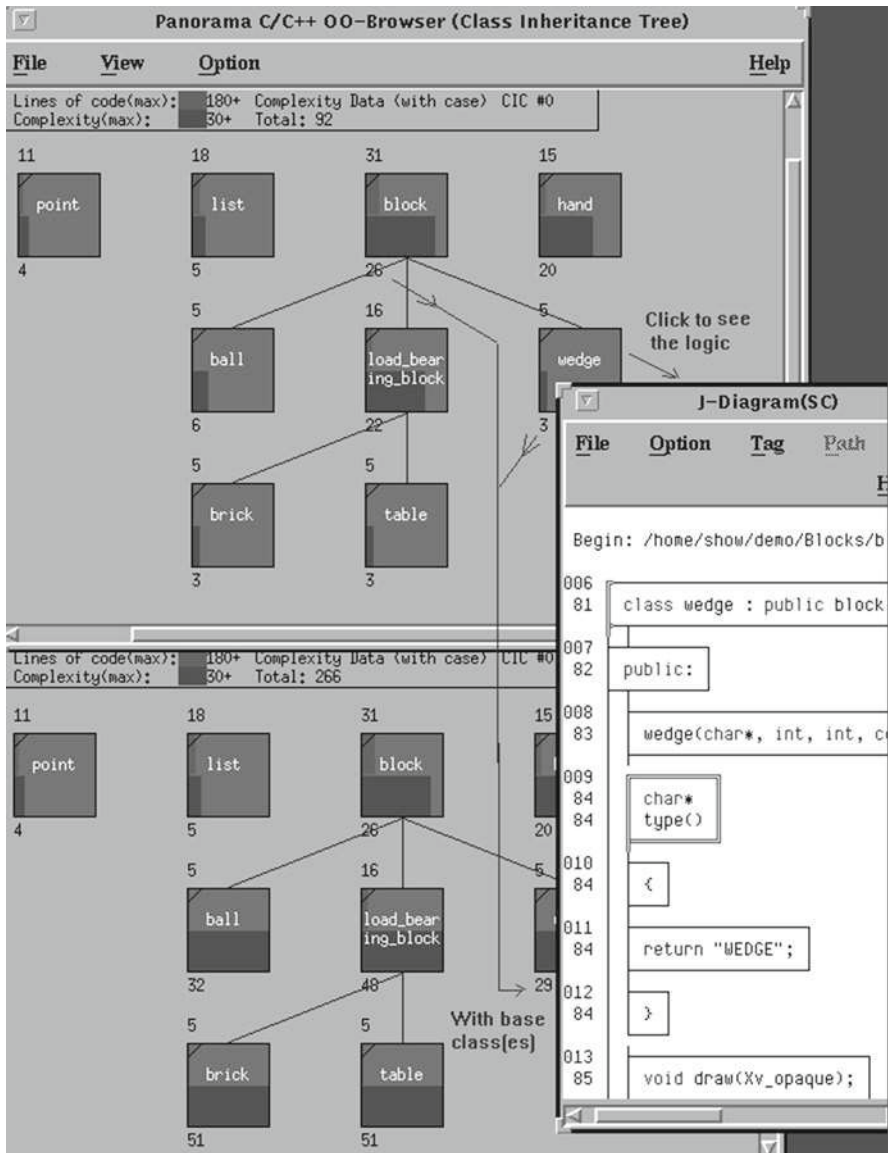 Panorama C/C++ OO-Browser (Class Inheritance Tree)
File View Option Help
Lines of code(max): 180+ Complexity Data (with case) CIC #0
Complexity(max): 30+ Total: 92
11 18 31 15
point list block hand
4 5 26 20
5 16 5
Click to see
the logic
ball load_bear wedge
ing_block
6 22 3
5 5
brick table
3 3
J-Diagram(SC)
File Option Tag Path
H
Begin: /home/show/demo/Blocks/b
006
81 class wedge : public block
007
82 public:
008
83 wedge(char*, int, int, co
009
84 char*
84 type()
010
84 {
011
84 return "WEDGE";
012
84 }
013
85 void draw(Xv_opaque);
Lines of code(max): 180+ Complexity Data (with case) CIC #0
Complexity(max): 30+ Total: 266
11 18 31 15
point list block
4 5 26 20
5 16 5
ball load_bear
ing_block
32 48 29
With base
class(es)
5 5
brick table
51 51